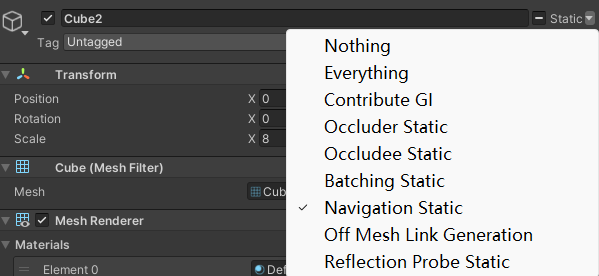 Cube2
Static
Tag Untagged
Nothing
Everything
Transform
Contribute GI
Position X 0
Rotation X 0
Occluder Static
Scale X 8
Occludee Static
Cube (Mesh Filter)
Batching Static
Mesh Cub
Navigation Static
Mesh Renderer
Off Mesh Link Generation
Materials
Reflection Probe Static
Element 0 Def